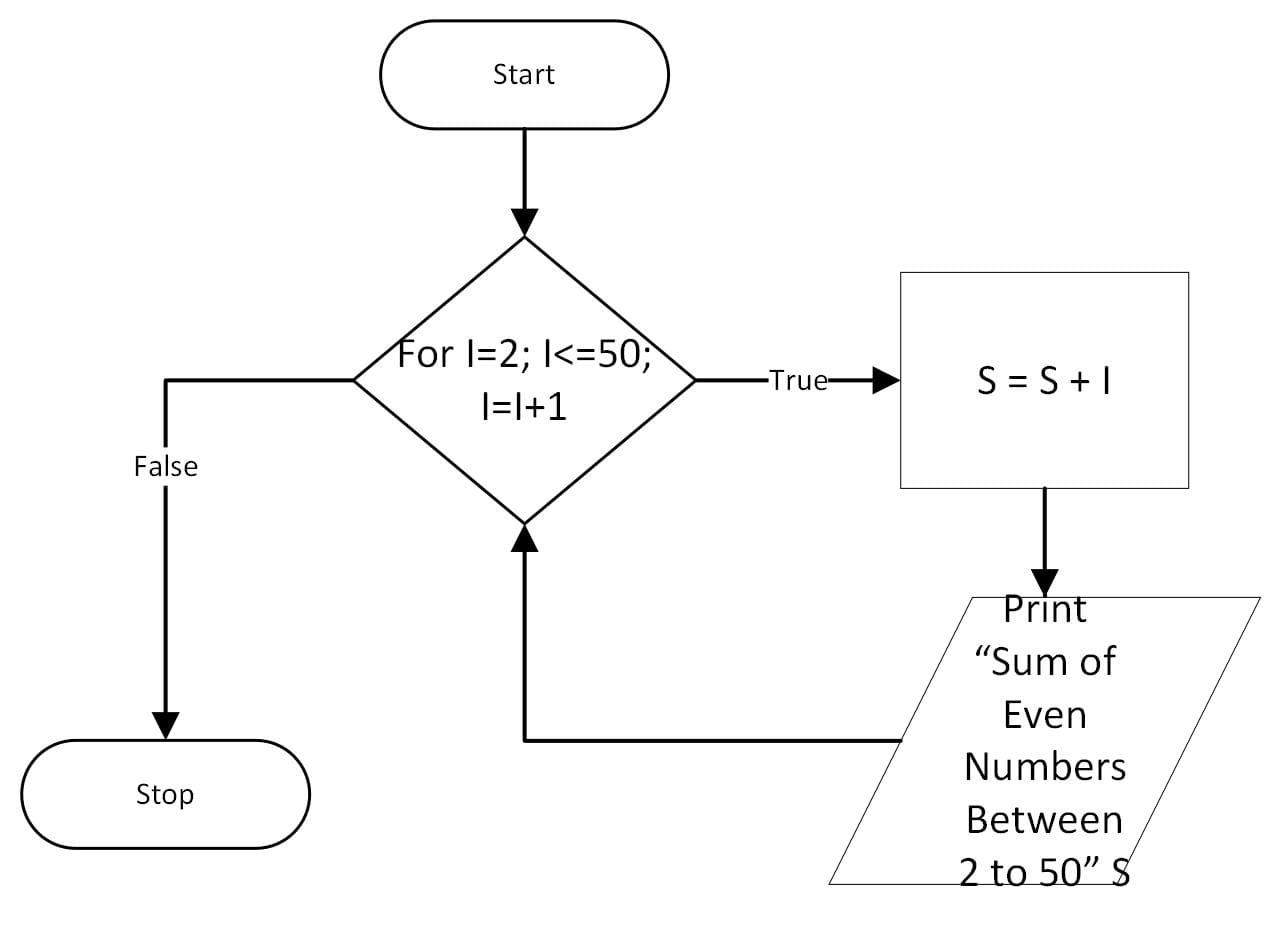 Start
For I=2; I<=50;
I=I+1
True
S = S + I
False
Print
“Sum of
Even
Numbers
Between
2 to 50” S
Stop